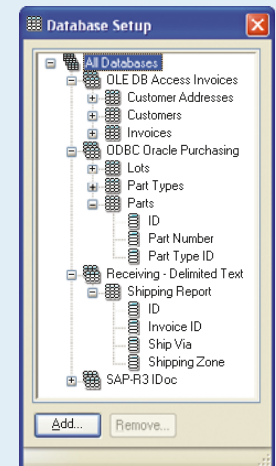 Database Setup
All Databases
OLE DB Access Invoices
Customer Addresses
Customers
Invoices
ODBC Oracle Purchasing
Lots
Part Types
Parts
ID
Part Number
Part Type ID
Receiving - Delimited Text
Shipping Report
ID
Invoice ID
Ship Via
Shipping Zone
SAP-R3 IDoc
Add... Remove...